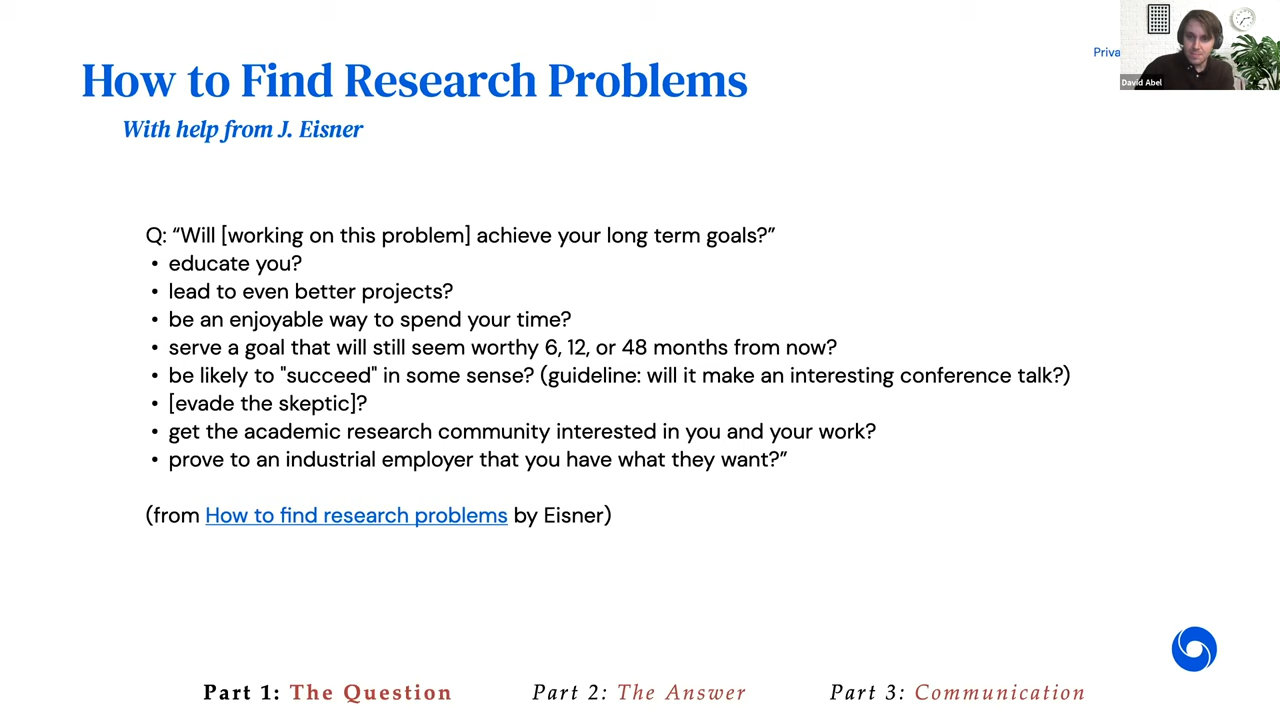 How to Find Research Problems
With help from J. Eisner
Priva
David Abel
Q: “Will [working on this problem] achieve your long term goals?”
• educate you?
• lead to even better projects?
• be an enjoyable way to spend your time?
• serve a goal that will still seem worthy 6, 12, or 48 months from now?
• be likely to "succeed" in some sense? (guideline: will it make an interesting conference talk?)
• [evade the skeptic]?
• get the academic research community interested in you and your work?
• prove to an industrial employer that you have what they want?”
(from How to find research problems by Eisner)
Part 1: The Question Part 2: The Answer Part 3: Communication